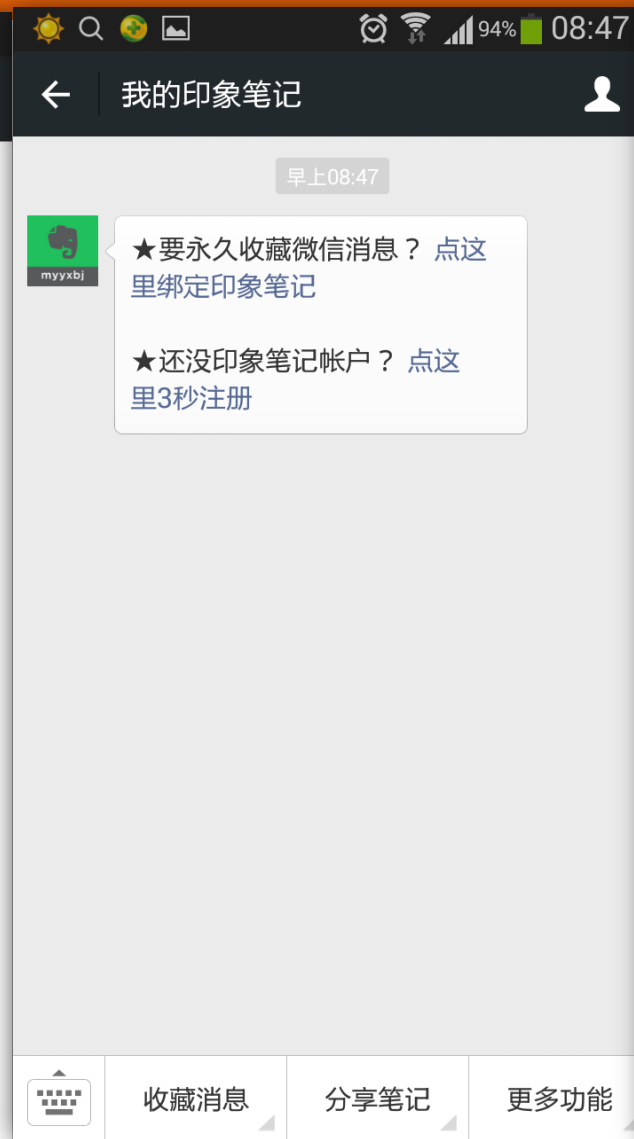 94% 08:47
我的印象笔记
早上08:47
myyxbj
★要永久收藏微信消息？ 点这
里绑定印象笔记
★还没印象笔记帐户？ 点这
里3秒注册
收藏消息 分享笔记 更多功能